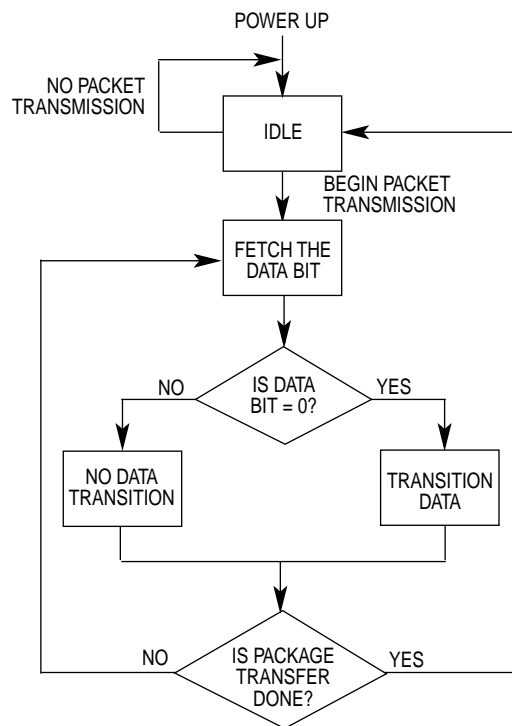 POWER UP
NO PACKET
TRANSMISSION
IDLE
BEGIN PACKET
TRANSMISSION
FETCH THE
DATA BIT
NO
IS DATA
BIT = 0?
YES
NO DATA
TRANSITION
TRANSITION
DATA
NO
IS PACKAGE
TRANSFER
DONE?
YES